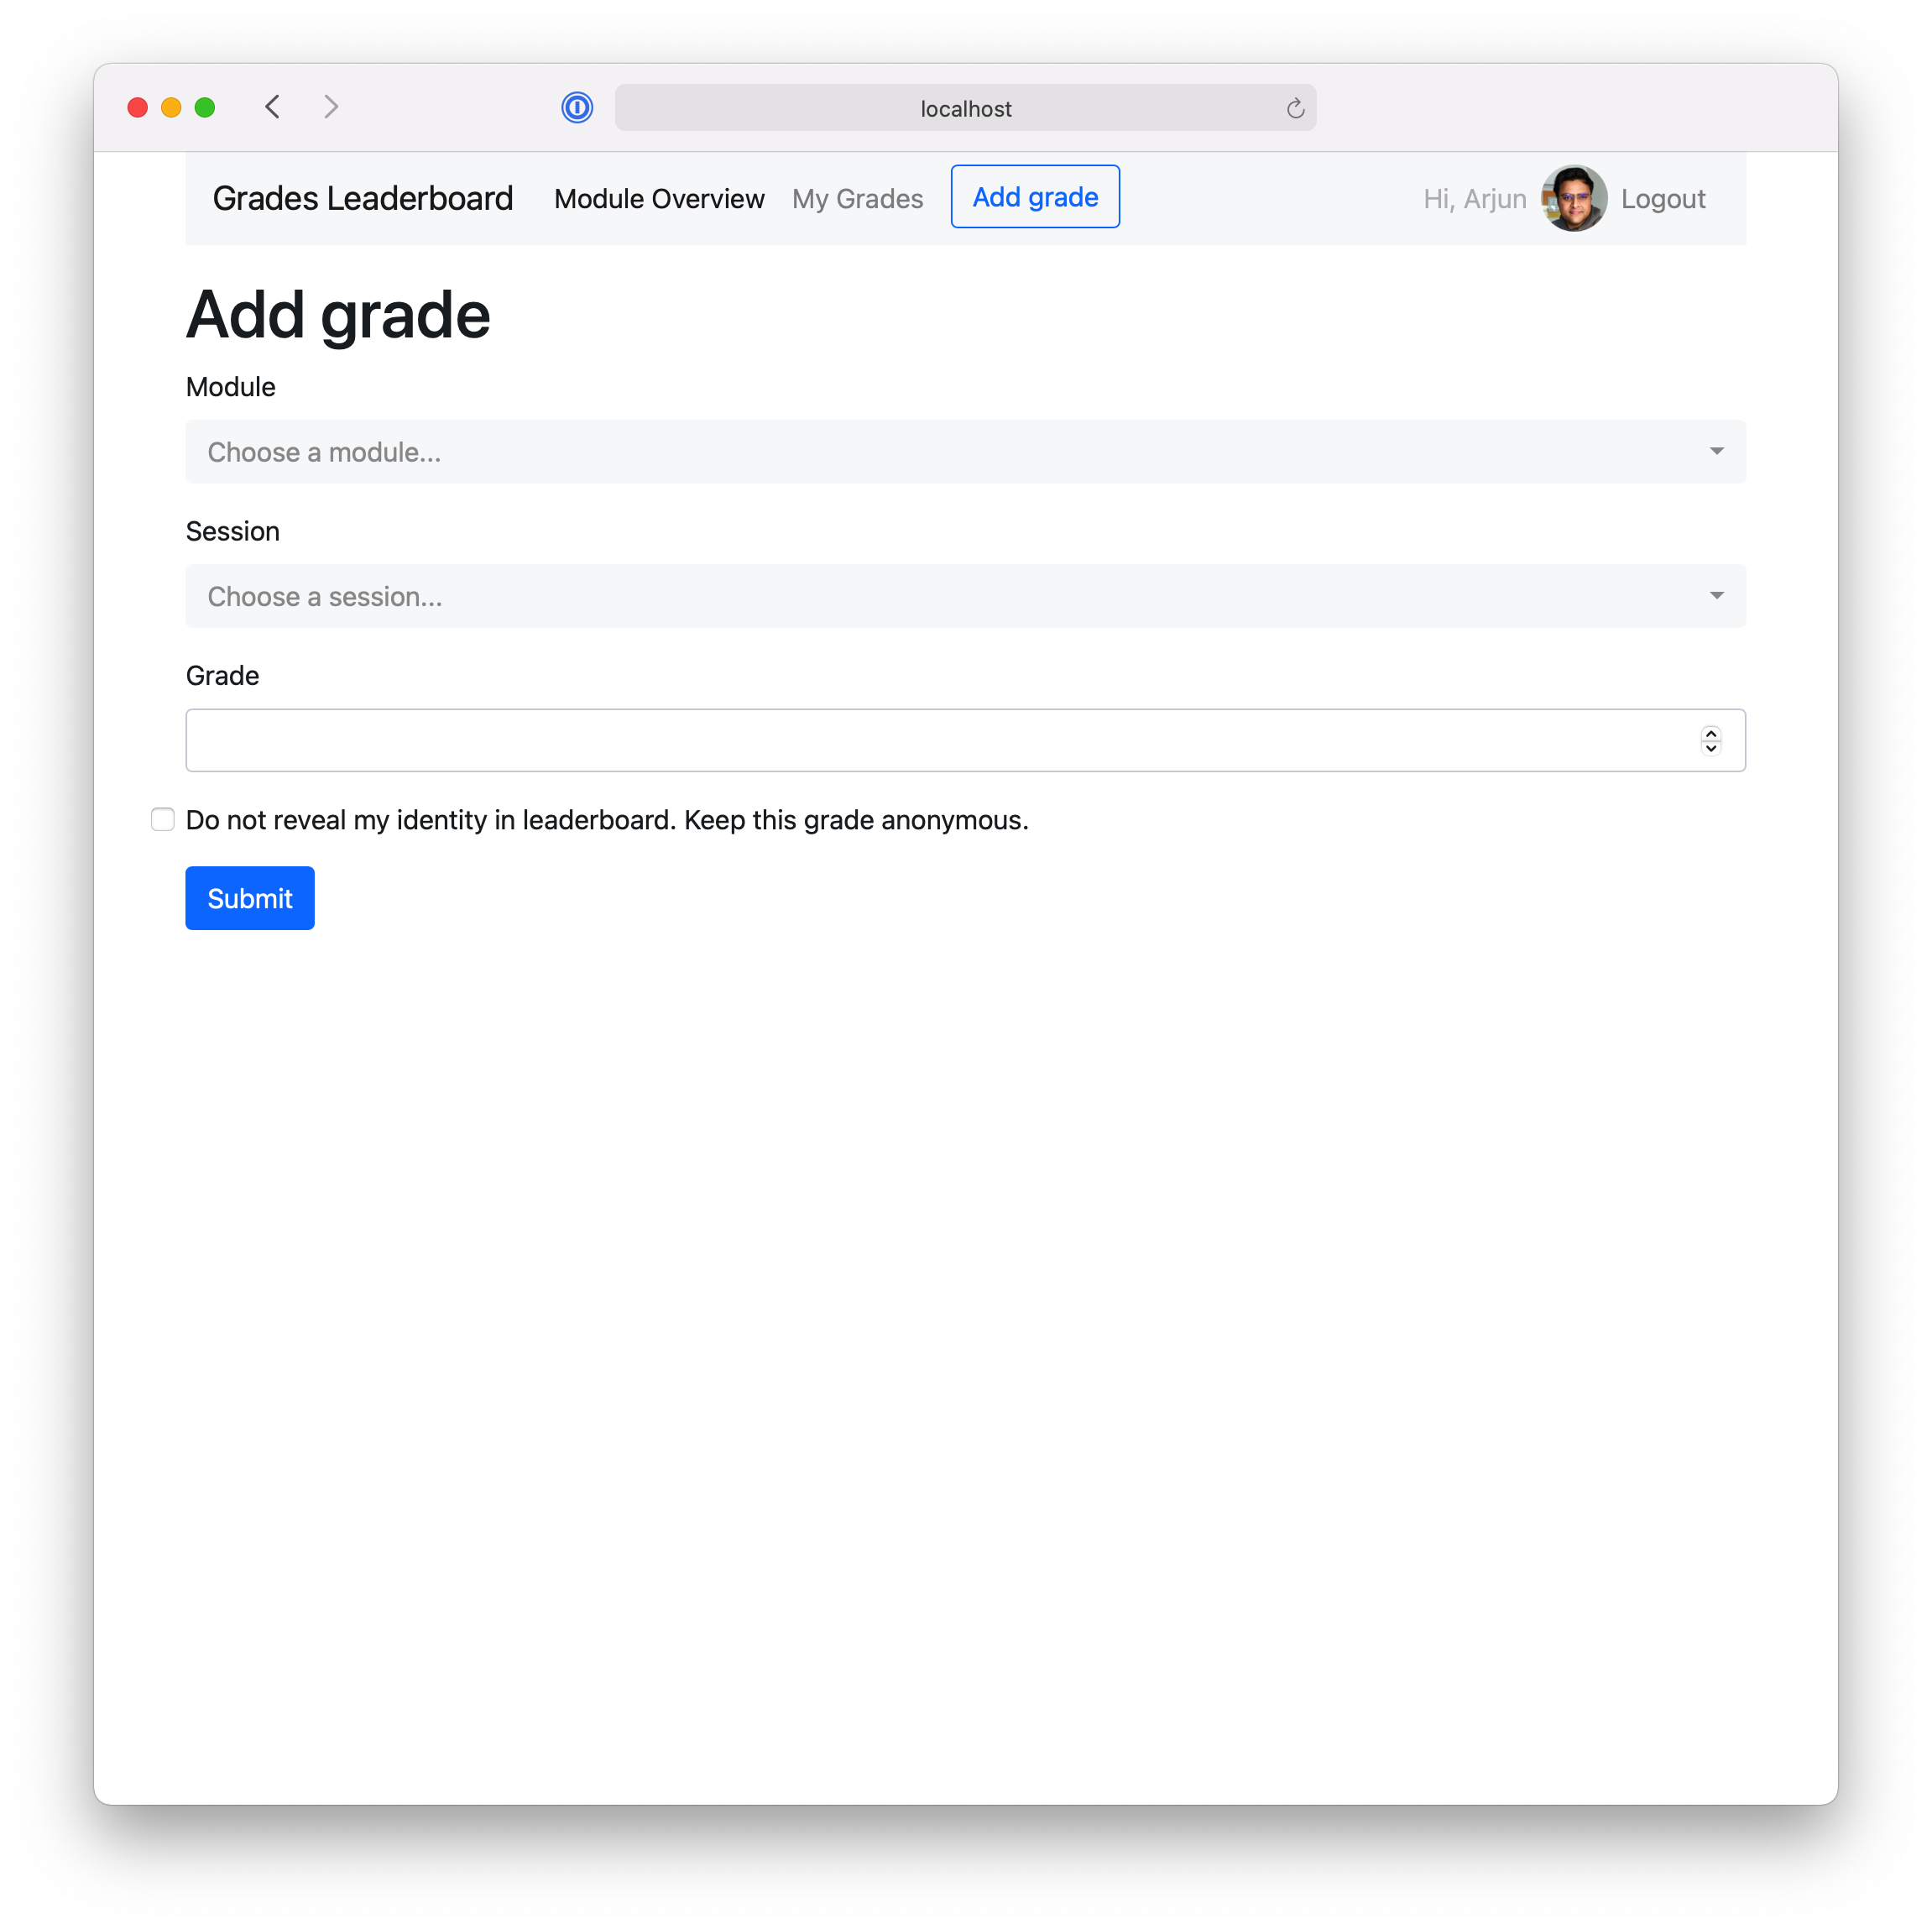 localhost
Grades Leaderboard Module Overview My Grades Add grade Hi, Arjun Logout
Add grade
Module
Choose a module...
Session
Choose a session...
Grade
Do not reveal my identity in leaderboard. Keep this grade anonymous.
Submit